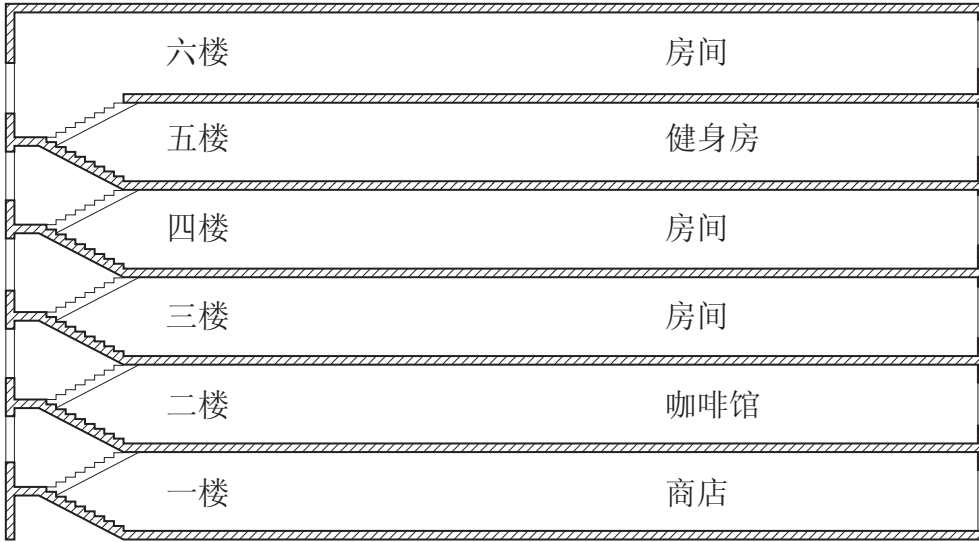 六楼 房间
五楼 健身房
四楼 房间
三楼 房间
二楼 咖啡馆
一楼 商店